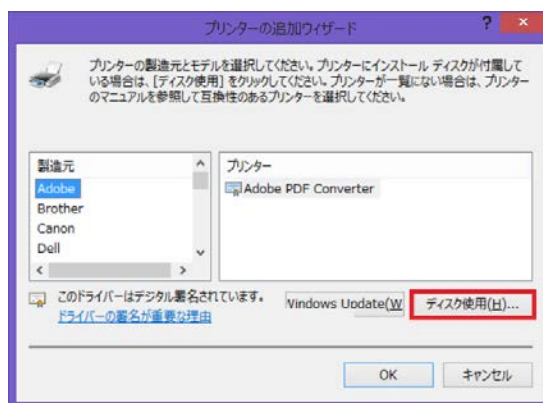 プリンターの追加ウィザード
プリンターの製造元とモデルを選択してください。プリンターにインストール ディスクが付属して
いる場合は、[ディスク使用] をクリックしてください。プリンターが一覧にない場合は、プリンター
のマニュアルを参照して互換性のあるプリンターを選択してください。
製造元
Adobe
Brother
Canon
Dell
プリンター
Adobe PDF Converter
このドライバーはデジタル署名されています。
ドライバーの署名が重要な理由
Windows Update(W
ディスク使用(H)...
OK
キャンセル